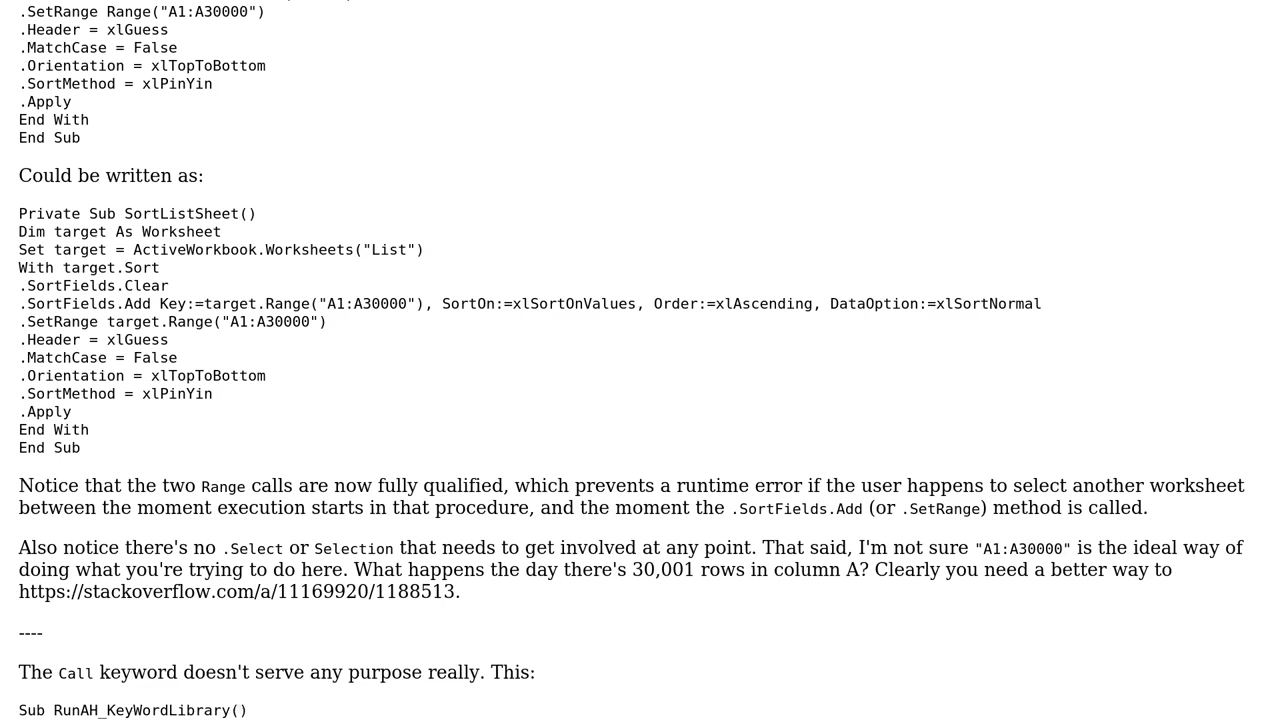 .SetRange Range("A1:A30000")
.Header = xlGuess
.MatchCase = False
.Orientation = xlTopToBottom
.SortMethod = xlPinYin
.Apply
End With
End Sub
Could be written as:
Private Sub SortListSheet()
Dim target As Worksheet
Set target = ActiveWorkbook.Worksheets("List")
With target.Sort
.SortFields.Clear
.SortFields.Add Key:=target.Range("A1:A30000"), SortOn:=xlSortOnValues, Order:=xlAscending, DataOption:=xlSortNormal
.SetRange target.Range("A1:A30000")
.Header = xlGuess
.MatchCase = False
.Orientation = xlTopToBottom
.SortMethod = xlPinYin
.Apply
End With
End Sub
Notice that the two Range calls are now fully qualified, which prevents a runtime error if the user happens to select another worksheet
between the moment execution starts in that procedure, and the moment the .SortFields.Add (or .SetRange) method is called.
Also notice there's no .Select or Selection that needs to get involved at any point. That said, I'm not sure "A1:A30000" is the ideal way of
doing what you're trying to do here. What happens the day there's 30,001 rows in column A? Clearly you need a better way to
https://stackoverflow.com/a/11169920/1188513.
----
The Call keyword doesn't serve any purpose really. This:
Sub RunAH_KeyWordLibrary()